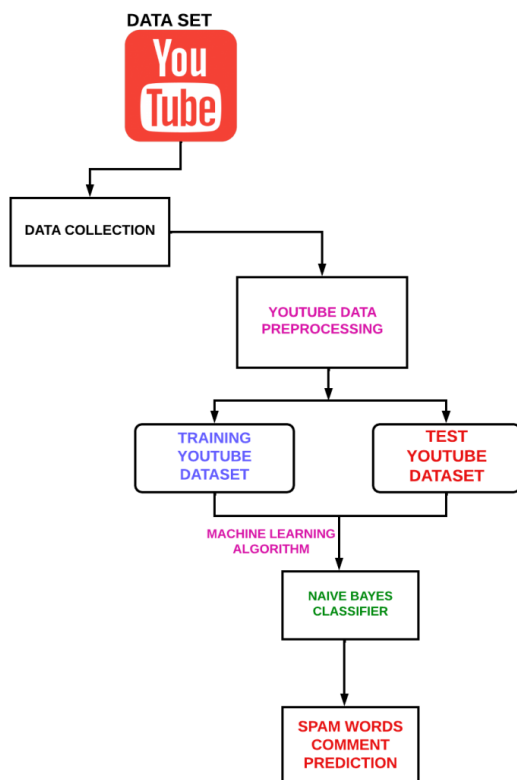 DATA SET
You
Tube
DATA COLLECTION
YOUTUBE DATA
PREPROCESSING
TRAINING
YOUTUBE
DATASET
TEST
YOUTUBE
DATASET
MACHINE LEARNING
ALGORITHM
NAIVE BAYES
CLASSIFIER
SPAM WORDS
COMMENT
PREDICTION